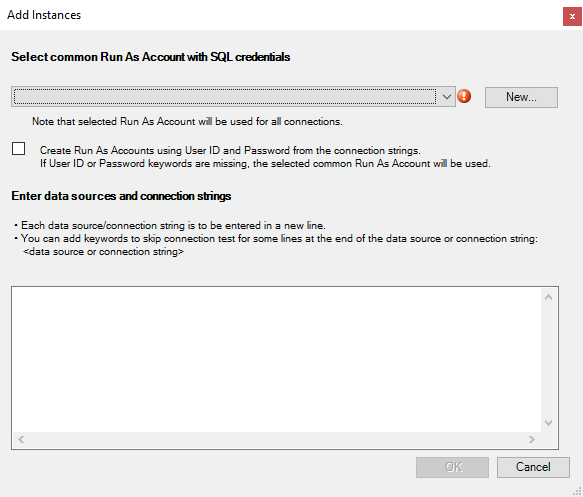 Add Instances
x
Select common Run As Account with SQL credentials
New...
Note that selected Run As Account will be used for all connections.
Create Run As Accounts using User ID and Password from the connection strings.
If User ID or Password keywords are missing, the selected common Run As Account will be used.
Enter data sources and connection strings
• Each data source/connection string is to be entered in a new line.
• You can add keywords to skip connection test for some lines at the end of the data source or connection string:
<data source or connection string>
OK
Cancel